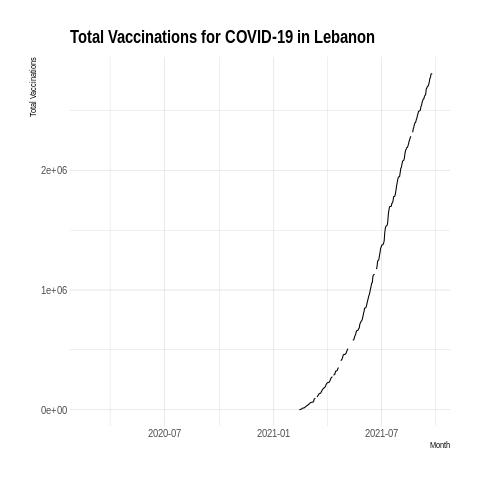 Total Vaccinations for COVID-19 in Lebanon
Total Vaccinations
2e+06
1e+06
0e+00
2020-07 2021-01 2021-07
Month